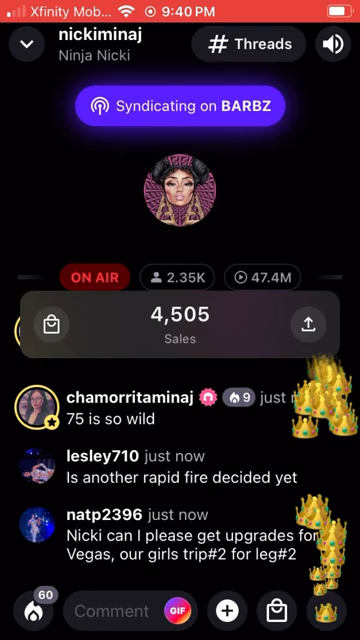 Xfinity Mob... 9:40 PM
nickiminaj
Ninja Nicki
# Threads
Syndicating on BARBZ
ON AIR 2.35K 47.4M
4,505
Sales
chamorritaminaj 9 just
75 is so wild
lesley710 just now
Is another rapid fire decided yet
natp2396 just now
Nicki can I please get upgrades for
Vegas, our girls trip#2 for leg#2
60
Comment GIF